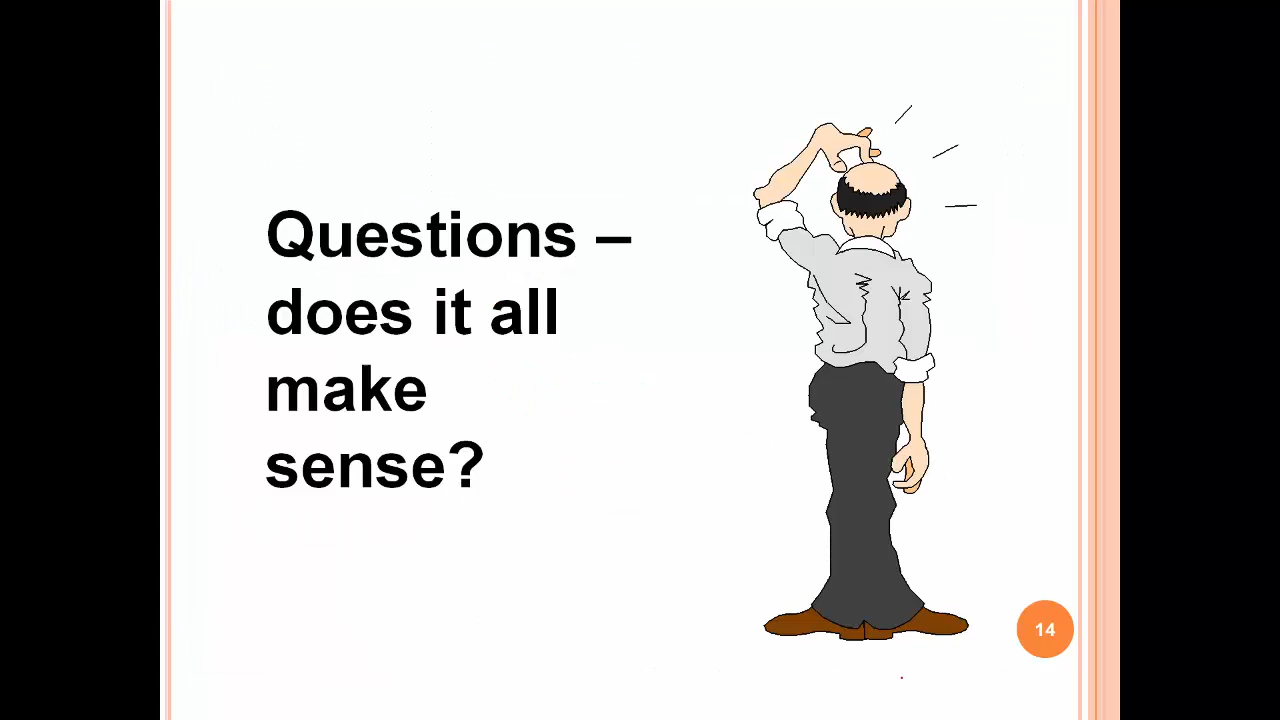 Questions –
does it all
make
sense?
14